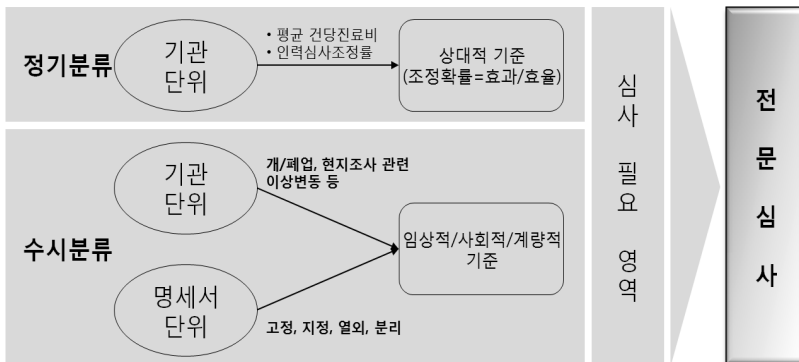 정기분류
기관
단위
• 평균 건당진료비
• 인력심사조정률
상대적 기준
(조정확률=효과/효율)
수시분류
기관
단위
개/폐업, 현지조사 관련
이상변동 등
임상적/사회적/계량적
기준
명세서
단위
고정, 지정, 열외, 분리
심사 필요 영역
전문심사